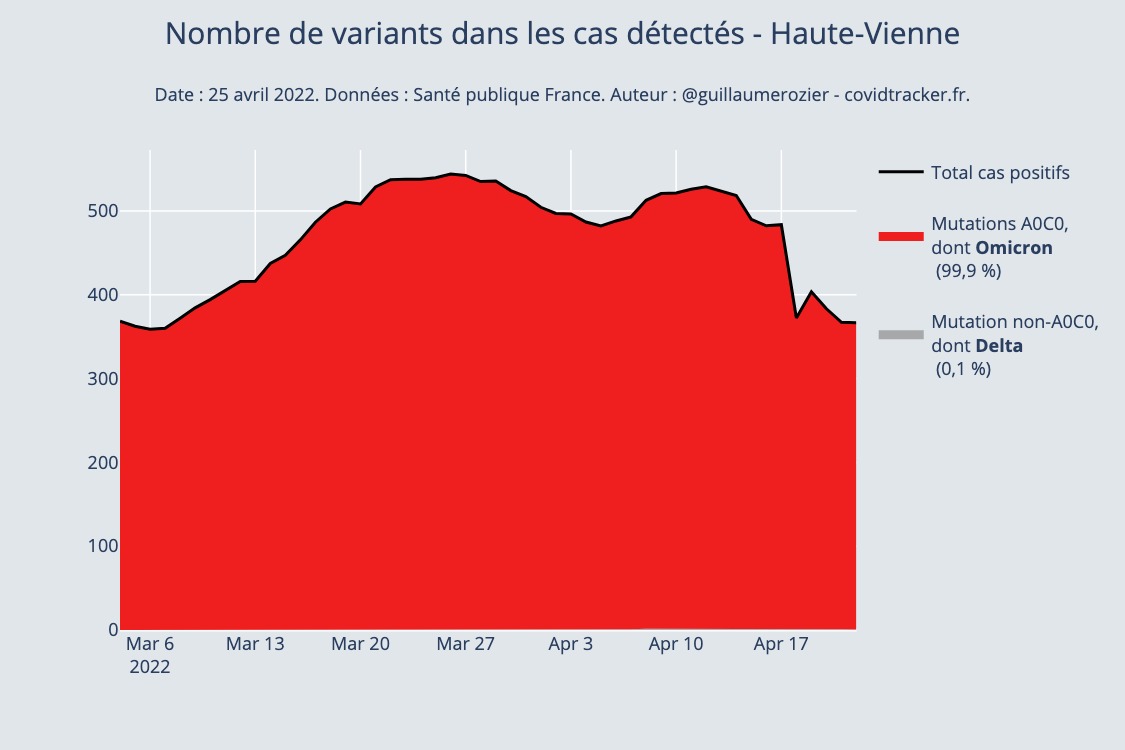 Nombre de variants dans les cas détectés - Haute-Vienne
Date : 25 avril 2022. Données : Santé publique France. Auteur : @guillaumerozier - covidtracker.fr.
Total cas positifs
Mutations A0C0,
dont Omicron
(99,9 %)
Mutation non-A0C0,
dont Delta
(0,1 %)
500
400
300
200
100
0
Mar 6
2022
Mar 13
Mar 20
Mar 27
Apr 3
Apr 10
Apr 17